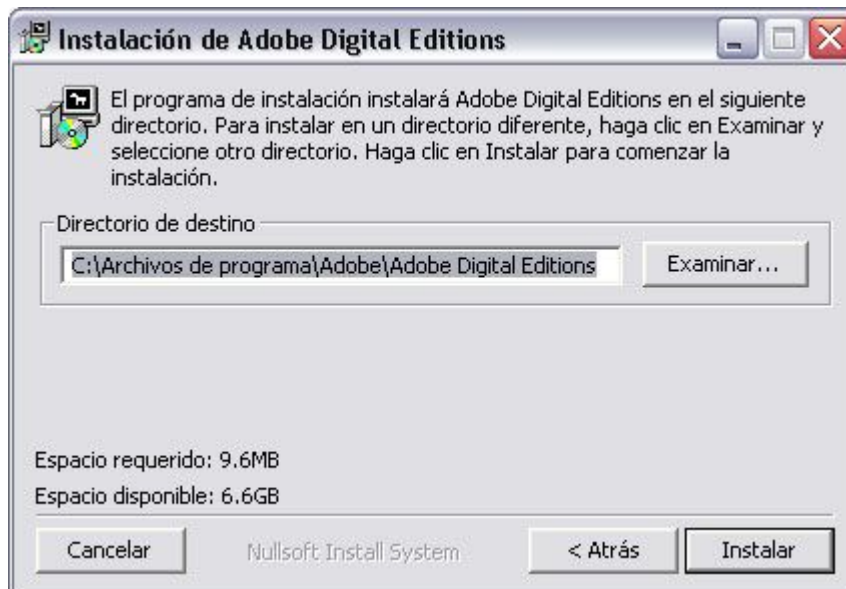 Instalación de Adobe Digital Editions
El programa de instalación instalará Adobe Digital Editions en el siguiente
directorio. Para instalar en un directorio diferente, haga clic en Examinar y
seleccione otro directorio. Haga clic en Instalar para comenzar la
instalación.
Directorio de destino
C:\Archivos de programa\Adobe\Adobe Digital Editions
Examinar...
Espacio requerido: 9.6MB
Espacio disponible: 6.6GB
Cancelar
Nullsoft Install System
< Atrás
Instalar